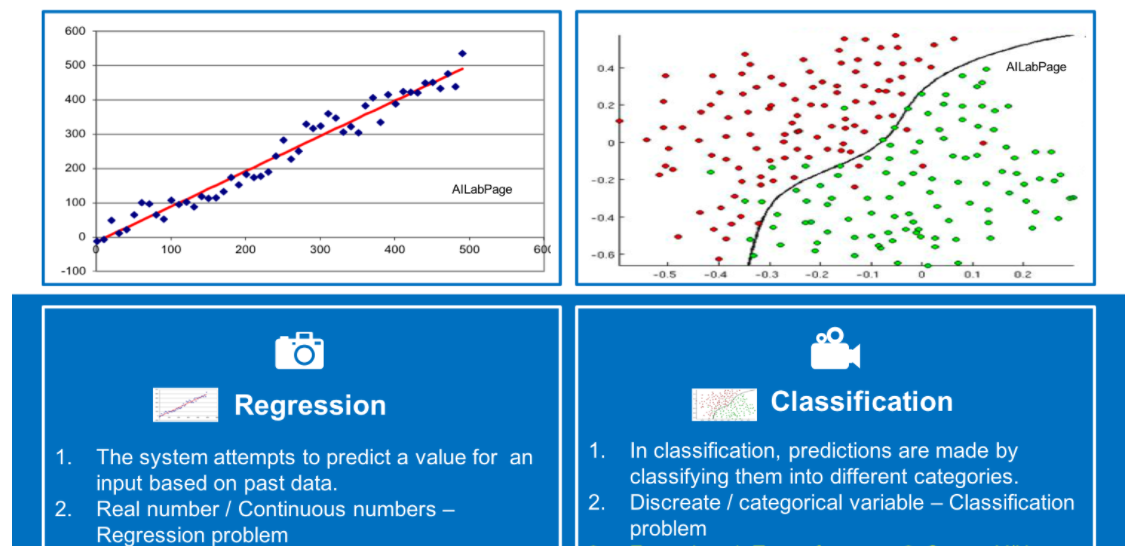 600
500
400
300
200
100
0
-100
0
100
200
300
400
500
600
AILabPage
0.4
0.2
0
-0.2
-0.4
-0.6
-0.5
-0.4
-0.3
-0.2
-0.1
0
0.1
0.2
AILabPage
Regression
1. The system attempts to predict a value for an
input based on past data.
2. Real number / Continuous numbers –
Regression problem
Classification
1. In classification, predictions are made by
classifying them into different categories.
2. Discreate / categorical variable – Classification
problem